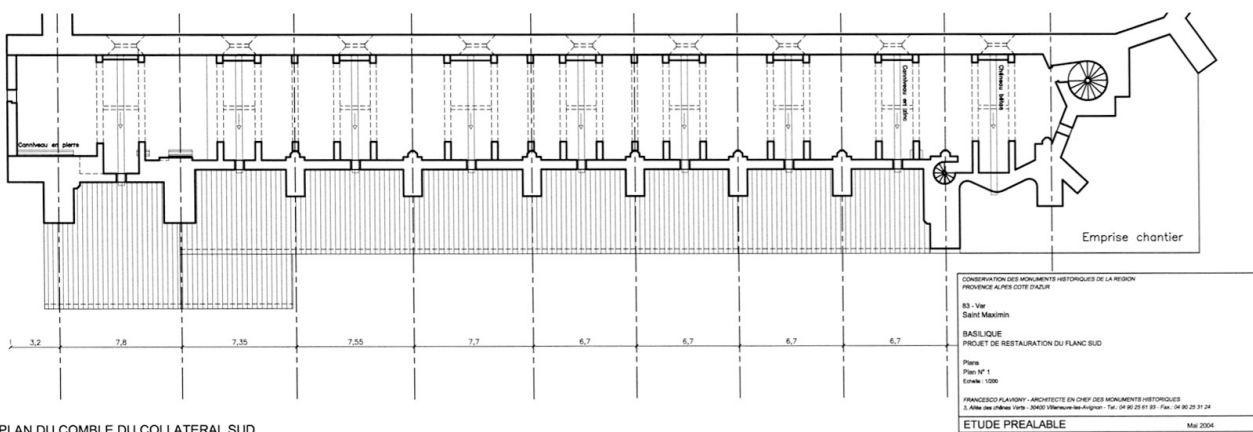 Canniveau en pierre
Canniveau en zinc
Chéneau béton
Emprise chantier
3,2 7,8 7,35 7,55 7,7 6,7 6,7 6,7 6,7
CONSERVATION DES MONUMENTS HISTORIQUES DE LA REGION
PROVENCE ALPES COTE D'AZUR
83 - Var
Saint Maximin
BASILIQUE
PROJET DE RESTAURATION DU FLANC SUD
Plans
Plan N° 1
Echelle : 1/200
FRANCESCO FLAVIGNY - ARCHITECTE EN CHEF DES MONUMENTS HISTORIQUES
3, Allée des chênes Verts - 30400 Villeneuve-les-Avignon - Tel.: 04 90 25 61 93 - Fax.: 04 90 25 31 24
ETUDE PREALABLE Mai 2004
PLAN DU COMBLE DU COLLATERAL SUD